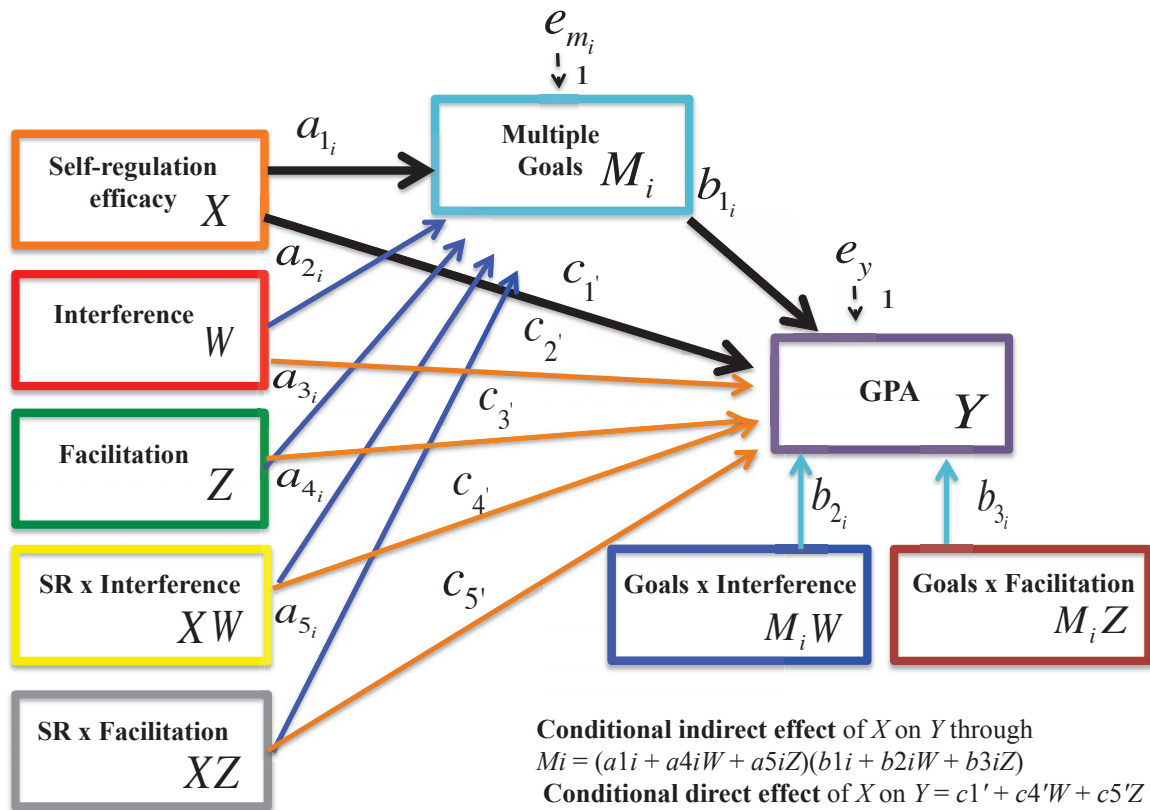 e_{m_i}
1
a_{1_i}
Multiple
Goals M_i
Self-regulation
efficacy X
b_{1_i}
a_{2_i}
e_y
1
c_{1'}
Interference W
c_{2'}
a_{3_i}
GPA Y
c_{3'}
Facilitation Z
a_{4_i}
c_{4'}
b_{2_i}
b_{3_i}
SR x Interference
XW
a_{5_i}
c_{5'}
Goals x Interference
M_iW
Goals x Facilitation
M_iZ
SR x Facilitation
XZ
Conditional indirect effect of X on Y through
Mi = (a1i + a4iW + a5iZ)(b1i + b2iW + b3iZ)
Conditional direct effect of X on Y = c1′ + c4′W + c5′Z